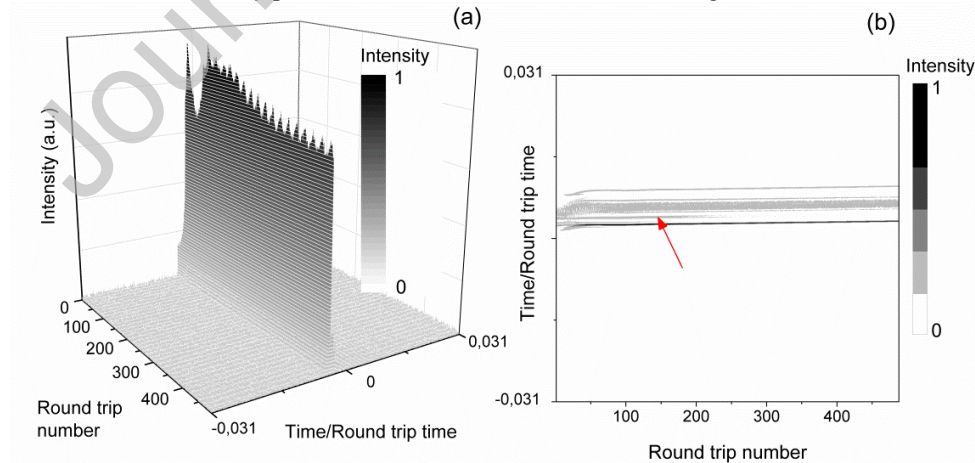 (a)
Intensity
1
0
Intensity (a.u.)
0
100
200
300
400
Round trip
number
-0,031
0
0,031
Time/Round trip time
Jour
(b)
Intensity
1
0
0,031
-0,031
Time/Round trip time
100
200
300
400
Round trip number